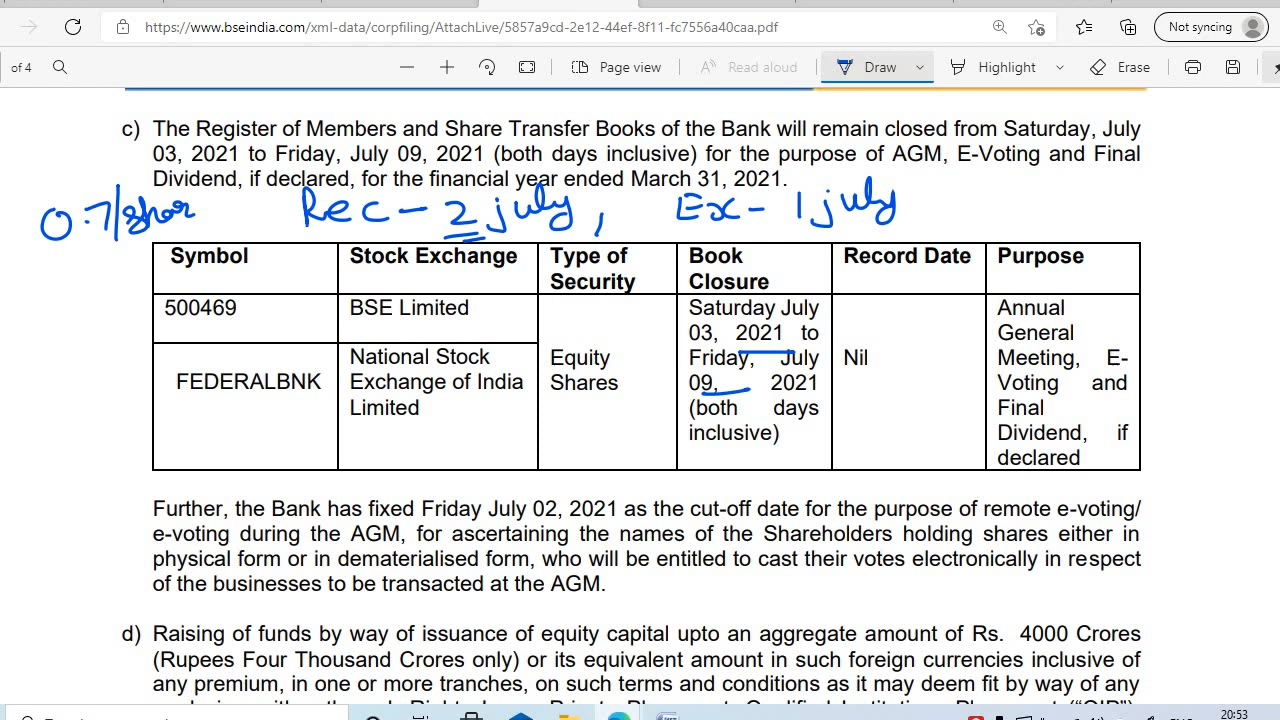 https://www.bseindia.com/xml-data/corpfiling/AttachLive/5857a9cd-2e12-44ef-8f11-fc7556a40caa.pdf
Not syncing
of 4
Page view
Read aloud
Draw
Highlight
Erase
c) The Register of Members and Share Transfer Books of the Bank will remain closed from Saturday, July
03, 2021 to Friday, July 09, 2021 (both days inclusive) for the purpose of AGM, E-Voting and Final
Dividend, if declared, for the financial year ended March 31, 2021.
0.7/shar Rec - 2 july, Ex - 1 july
Symbol Stock Exchange Type of Security Book Closure Record Date Purpose
500469 BSE Limited
FEDERALBNK National Stock Exchange of India Limited
Equity Shares
Saturday July 03, 2021 to Friday, July 09, 2021 (both days inclusive)
Nil
Annual General Meeting, E-Voting and Final Dividend, if declared
Further, the Bank has fixed Friday July 02, 2021 as the cut-off date for the purpose of remote e-voting/
e-voting during the AGM, for ascertaining the names of the Shareholders holding shares either in
physical form or in dematerialised form, who will be entitled to cast their votes electronically in respect
of the businesses to be transacted at the AGM.
d) Raising of funds by way of issuance of equity capital upto an aggregate amount of Rs. 4000 Crores
(Rupees Four Thousand Crores only) or its equivalent amount in such foreign currencies inclusive of
any premium, in one or more tranches, on such terms and conditions as it may deem fit by way of any
20:53